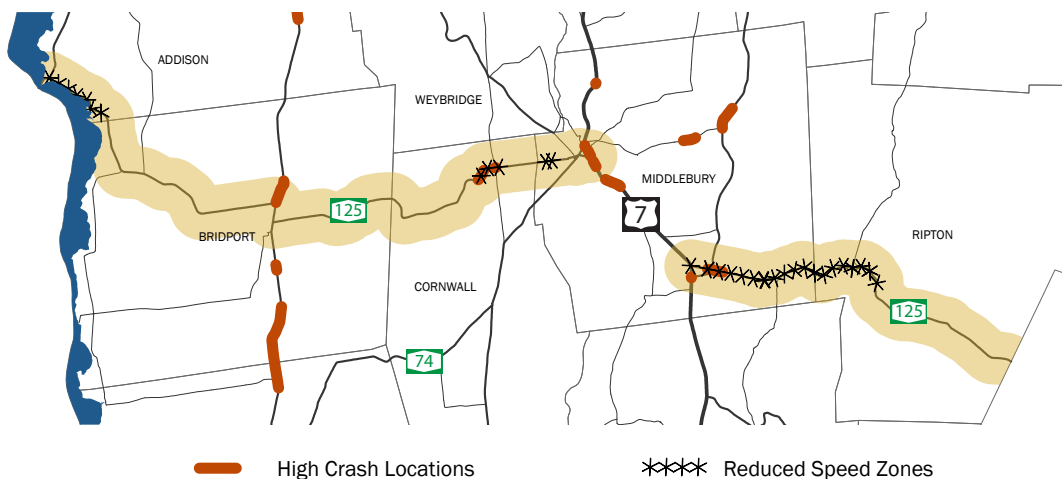 ADDISON
WEYBRIDGE
MIDDLEBURY
7
125
BRIDPORT
RIPTON
CORNWALL
125
74
High Crash Locations
Reduced Speed Zones